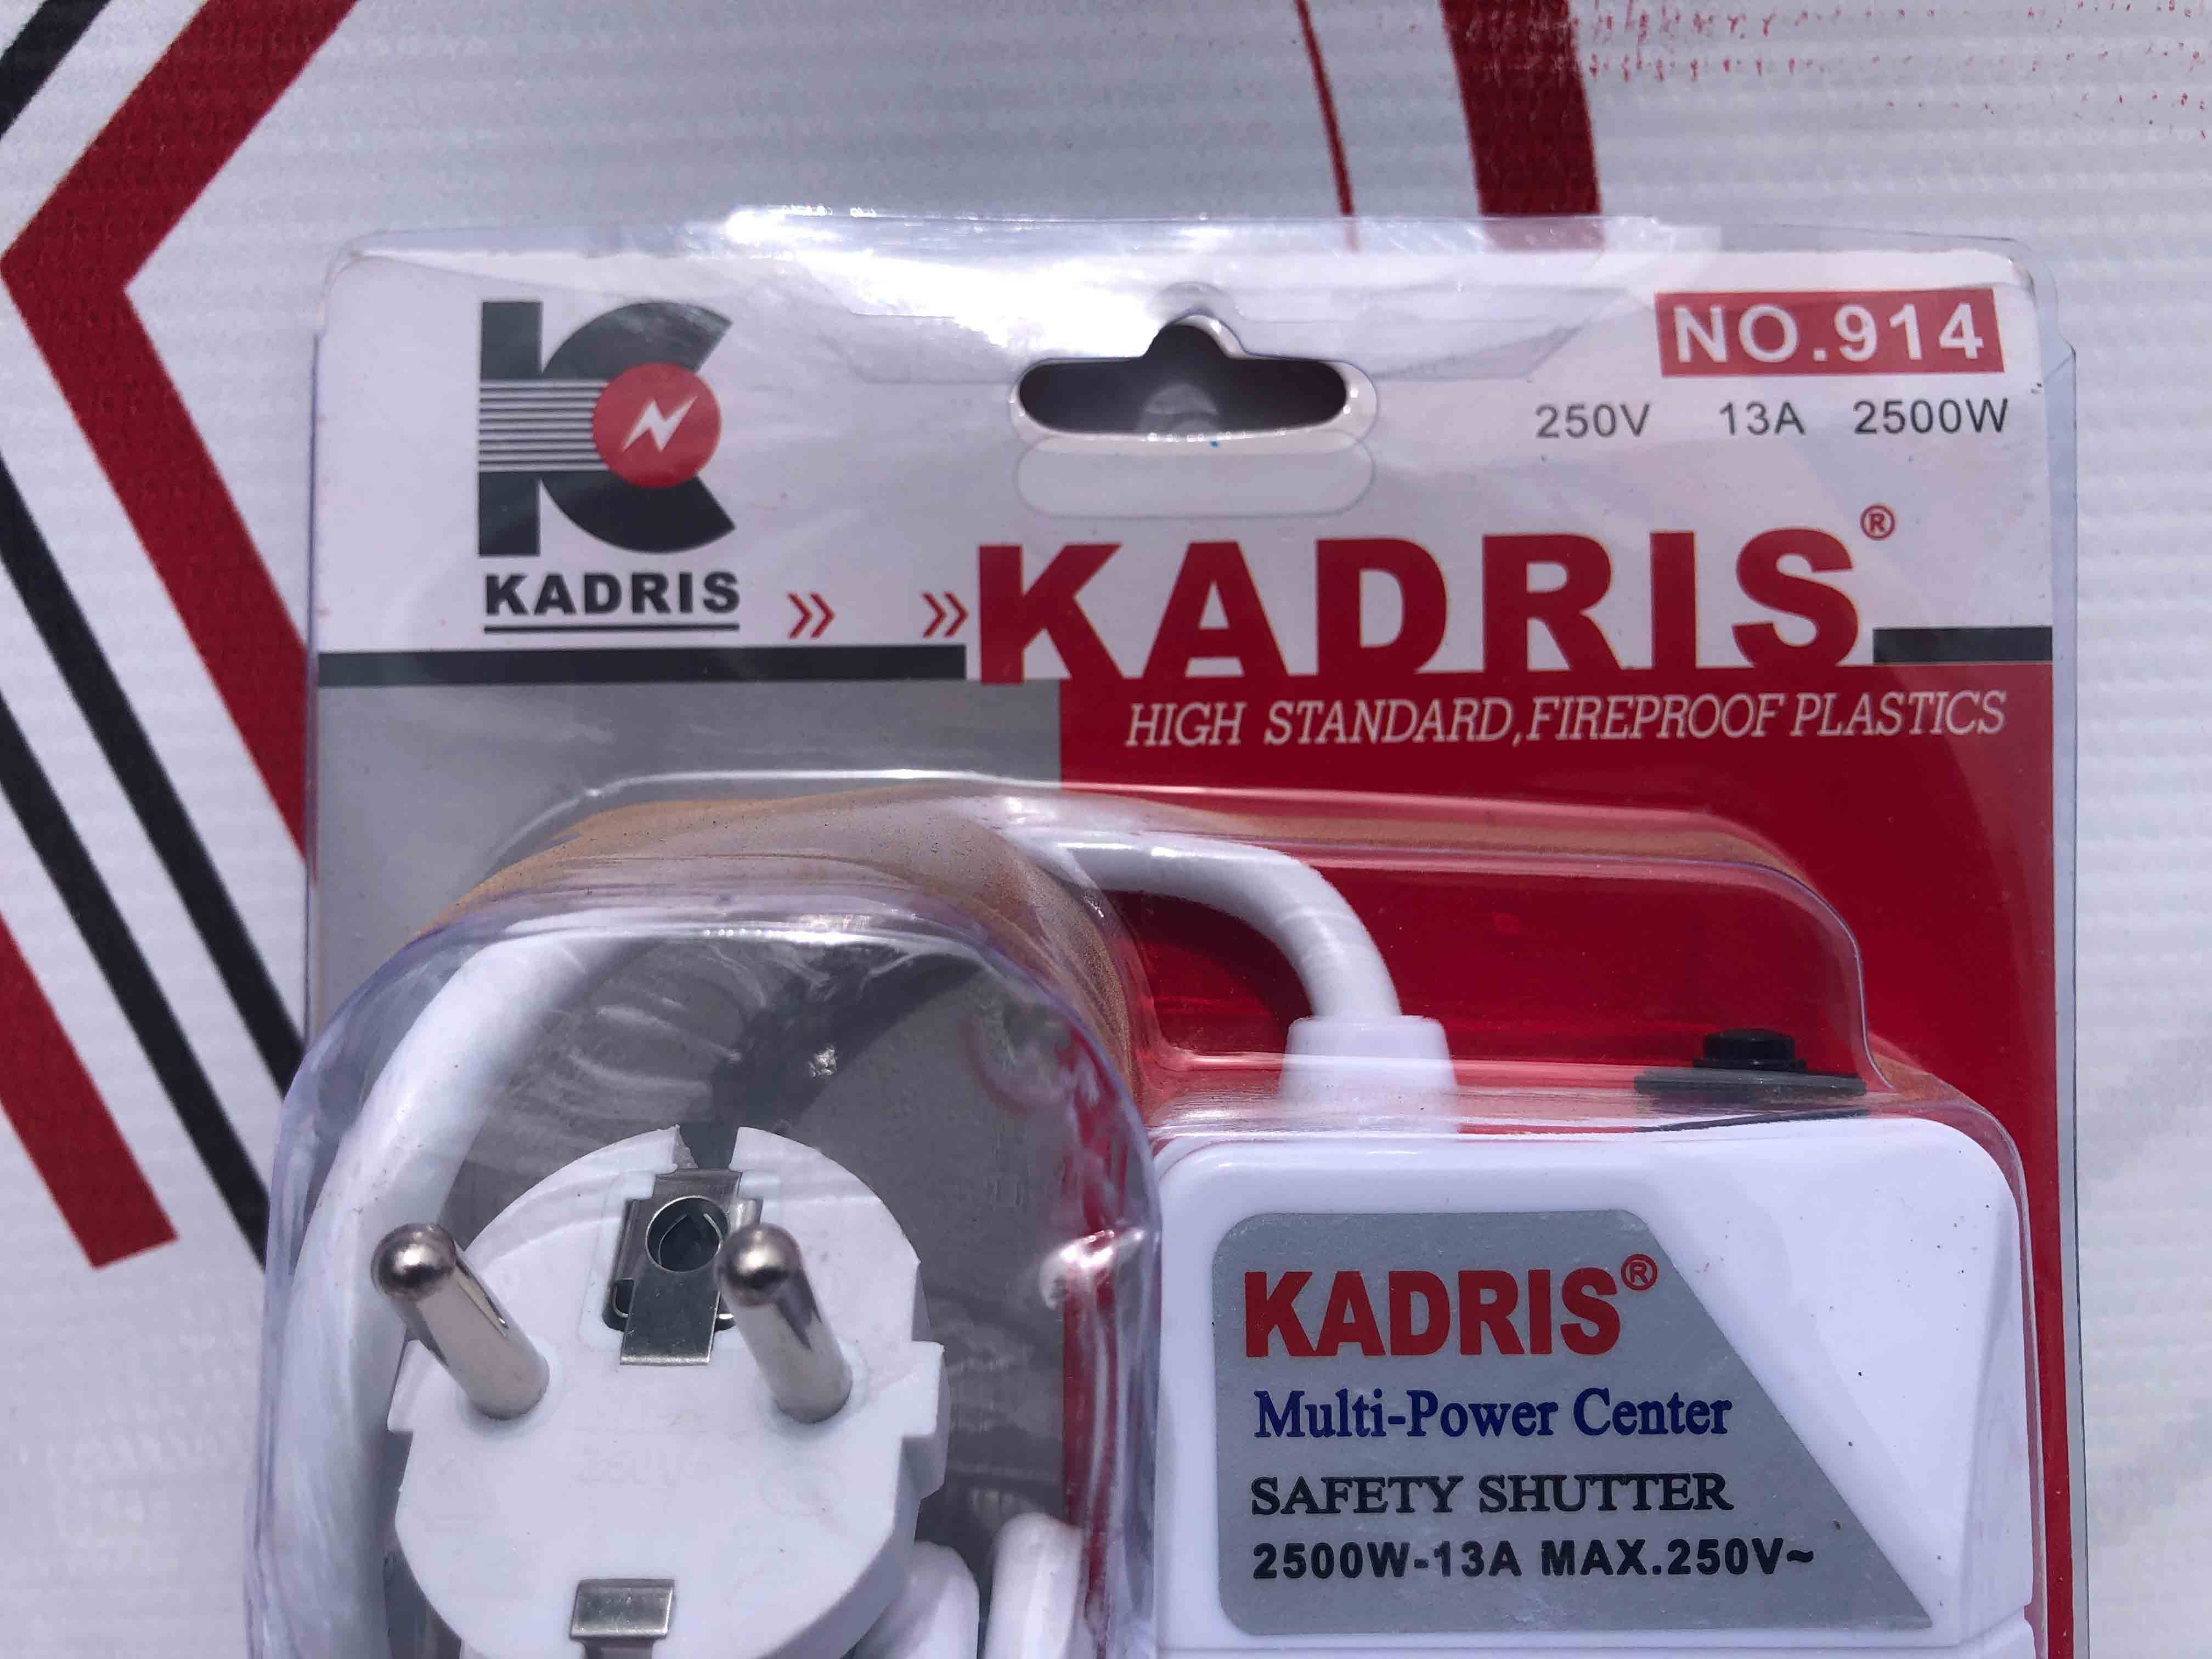 NO.914
250V 13A 2500W
KADRIS
» » KADRIS®
HIGH STANDARD, FIREPROOF PLASTICS
KADRIS®
Multi-Power Center
SAFETY SHUTTER
2500W-13A MAX.250V~